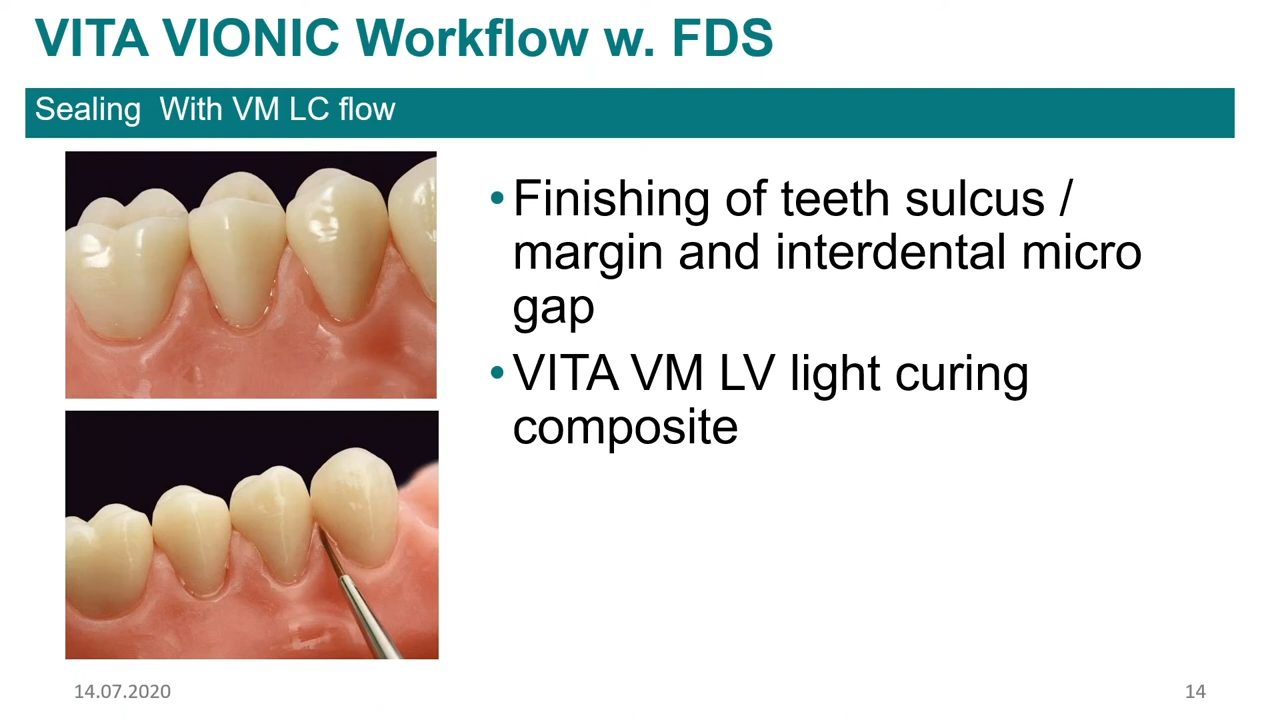 VITA VIONIC Workflow w. FDS
Sealing  With VM LC flow
•Finishing of teeth sulcus /
margin and interdental micro
gap
•VITA VM LV light curing
composite
14.07.2020
14